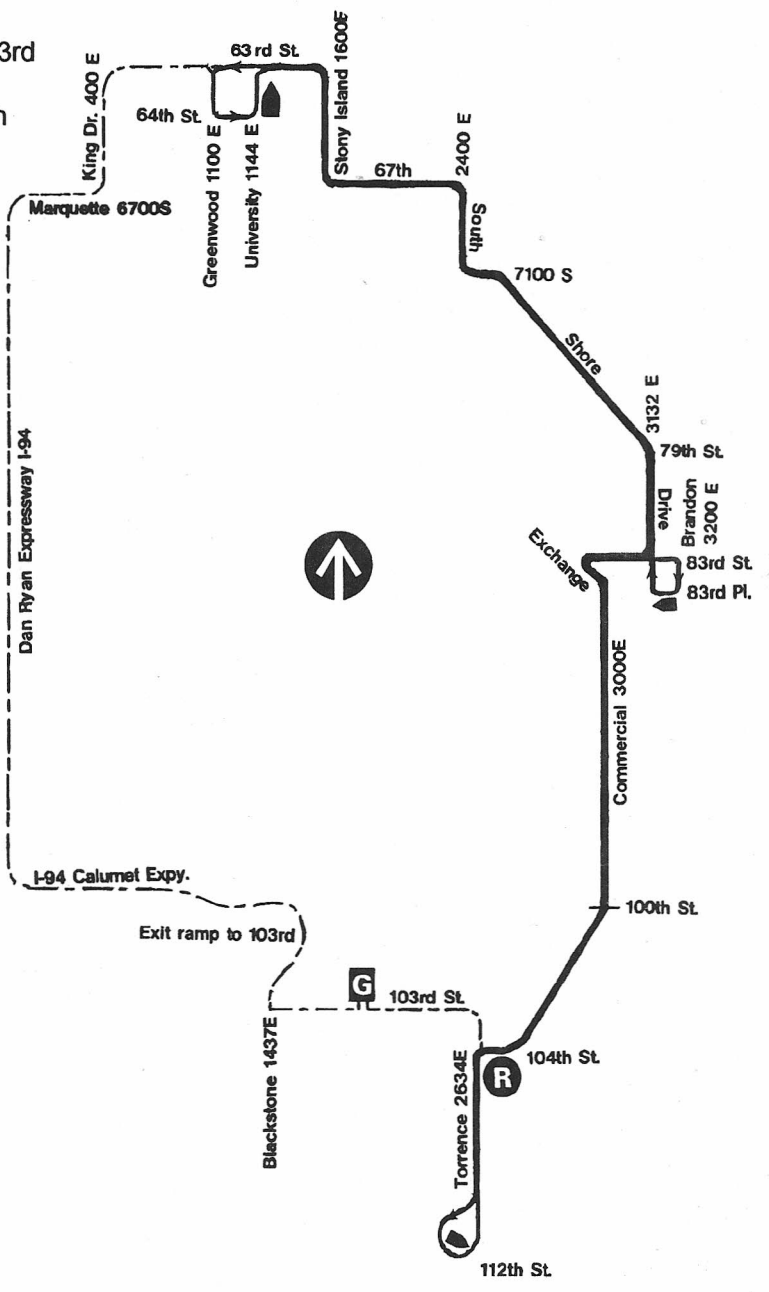 3rd
n
63rd St.
64th St.
King Dr. 400 E
Marquette 6700S
Greenwood 1100 E
University 1144 E
Stony Island 1600E
67th
2400 E
South
7100 S
Shore
3132 E
79th St.
Drive
Brandon
3200 E
83rd St.
83rd Pl.
Exchange
Dan Ryan Expressway I-94
Commercial 3000E
I-94 Calumet Expy.
Exit ramp to 103rd
100th St.
G
103rd St.
Blackstone 1437E
Torrence 2634E
104th St.
R
112th St.